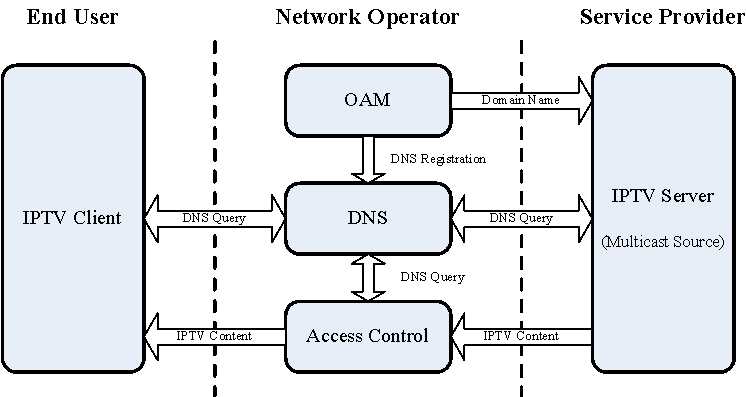 End User
Network Operator
Service Provider
OAM
Domain Name
DNS Registration
IPTV Client
DNS Query
DNS
DNS Query
IPTV Server
(Multicast Source)
DNS Query
IPTV Content
Access Control
IPTV Content